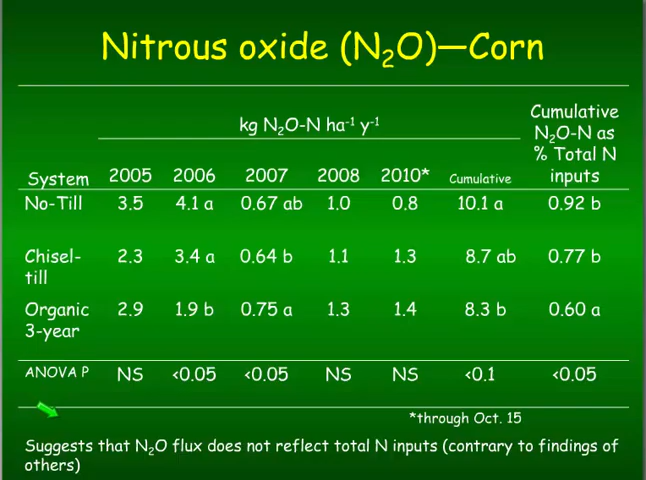 Nitrous oxide (N₂O)—Corn
System kg N₂O-N ha⁻¹ y⁻¹ Cumulative N₂O-N as % Total N inputs
2005 2006 2007 2008 2010* Cumulative
No-Till 3.5 4.1 a 0.67 ab 1.0 0.8 10.1 a 0.92 b
Chisel-till 2.3 3.4 a 0.64 b 1.1 1.3 8.7 ab 0.77 b
Organic 3-year 2.9 1.9 b 0.75 a 1.3 1.4 8.3 b 0.60 a
ANOVA P NS <0.05 <0.05 NS NS <0.1 <0.05
*through Oct. 15
Suggests that N₂O flux does not reflect total N inputs (contrary to findings of
others)